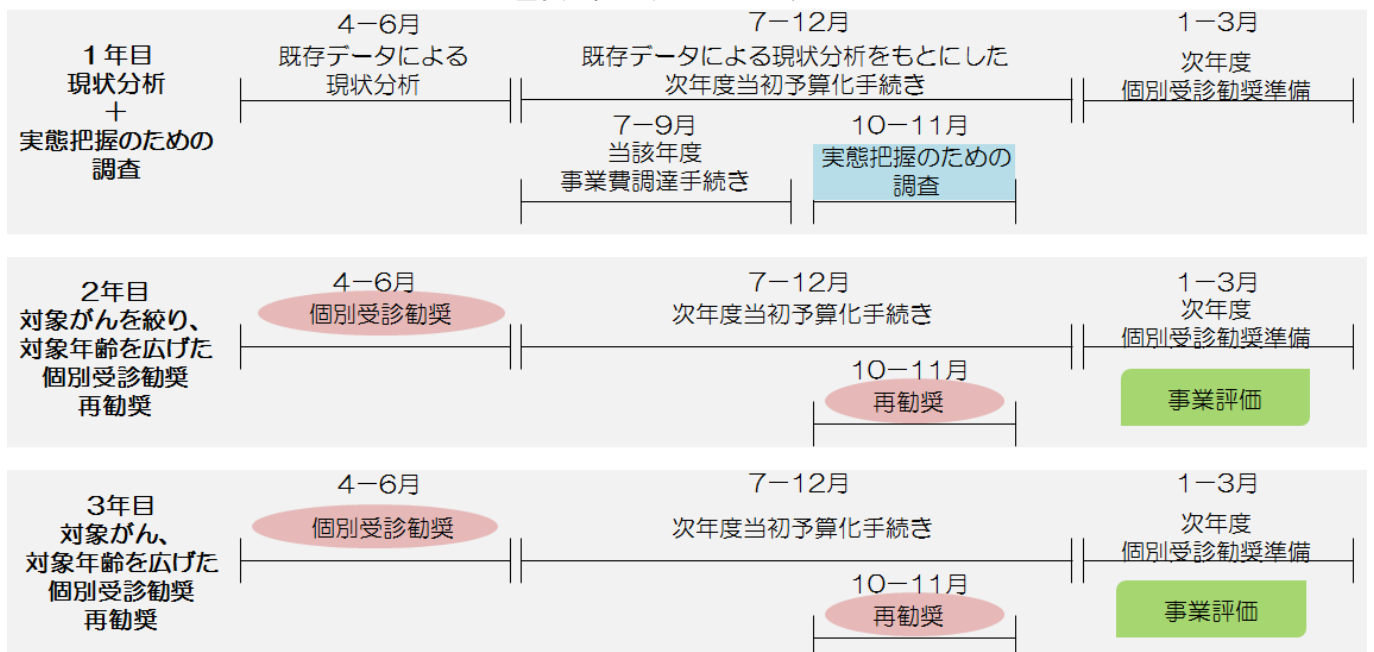 1年目
現状分析
+
実態把握のための
調査
4-6月
既存データによる
現状分析
7-12月
既存データによる現状分析をもとにした
次年度当初予算化手続き
1-3月
次年度
個別受診勧奨準備
7-9月
当該年度
事業費調達手続き
10-11月
実態把握のための
調査
2年目
対象がんを絞り、
対象年齢を広げた
個別受診勧奨
再勧奨
4-6月
個別受診勧奨
7-12月
次年度当初予算化手続き
1-3月
次年度
個別受診勧奨準備
10-11月
再勧奨
事業評価
3年目
対象がん、
対象年齢を広げた
個別受診勧奨
再勧奨
4-6月
個別受診勧奨
7-12月
次年度当初予算化手続き
1-3月
次年度
個別受診勧奨準備
10-11月
再勧奨
事業評価